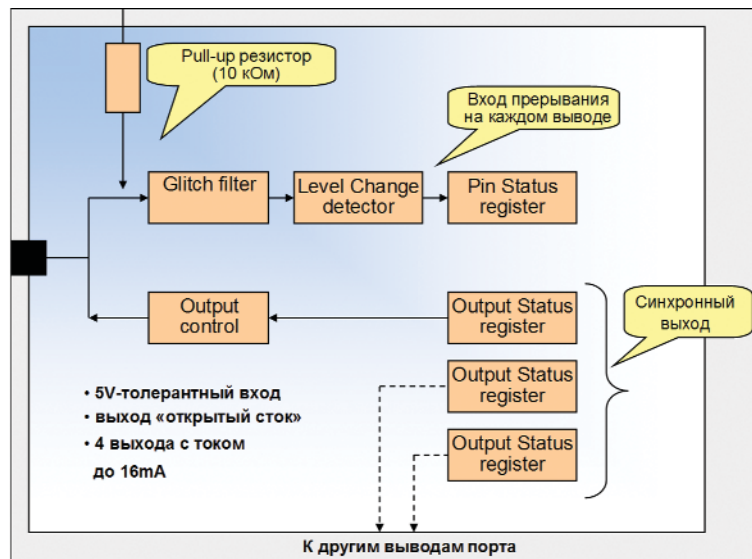 Pull-up резистор
(10 кОм)
Вход прерывания
на каждом выводе
Glitch filter
Level Change
detector
Pin Status
register
Output
control
Output Status
register
Синхронный
выход
Output Status
register
Output Status
register
• 5V-толерантный вход
• выход «открытый сток»
• 4 выхода с током
до 16mA
К другим выводам порта